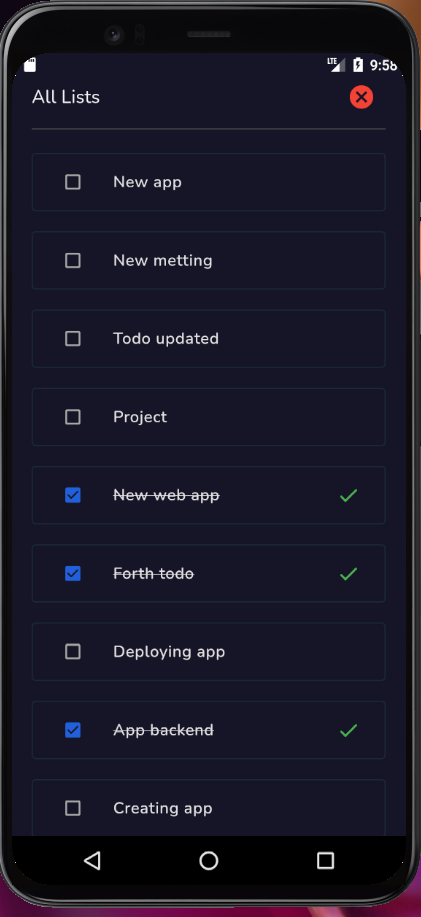 LTE 9:58
All Lists
New app
New metting
Todo updated
Project
New web app
Forth todo
Deploying app
App backend
Creating app